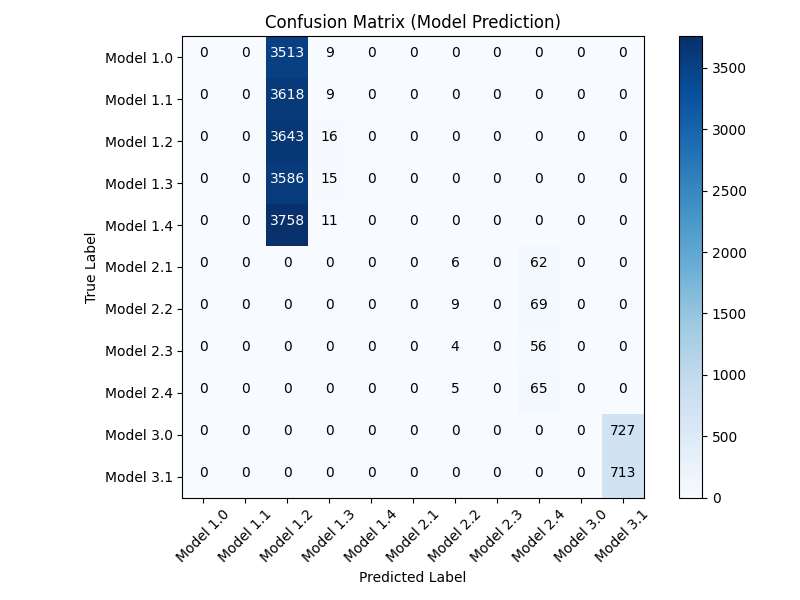 Confusion Matrix (Model Prediction)
Model 1.0 0 0 3513 9 0 0 0 0 0 0 0
Model 1.1 0 0 3618 9 0 0 0 0 0 0 0
Model 1.2 0 0 3643 16 0 0 0 0 0 0 0
Model 1.3 0 0 3586 15 0 0 0 0 0 0 0
Model 1.4 0 0 3758 11 0 0 0 0 0 0 0
Model 2.1 0 0 0 0 0 0 6 0 62 0 0
Model 2.2 0 0 0 0 0 0 9 0 69 0 0
Model 2.3 0 0 0 0 0 0 4 0 56 0 0
Model 2.4 0 0 0 0 0 0 5 0 65 0 0
Model 3.0 0 0 0 0 0 0 0 0 0 0 727
Model 3.1 0 0 0 0 0 0 0 0 0 0 713
True Label
Model 1.0 Model 1.1 Model 1.2 Model 1.3 Model 1.4 Model 2.1 Model 2.2 Model 2.3 Model 2.4 Model 3.0 Model 3.1
Predicted Label
3500
3000
2500
2000
1500
1000
500
0